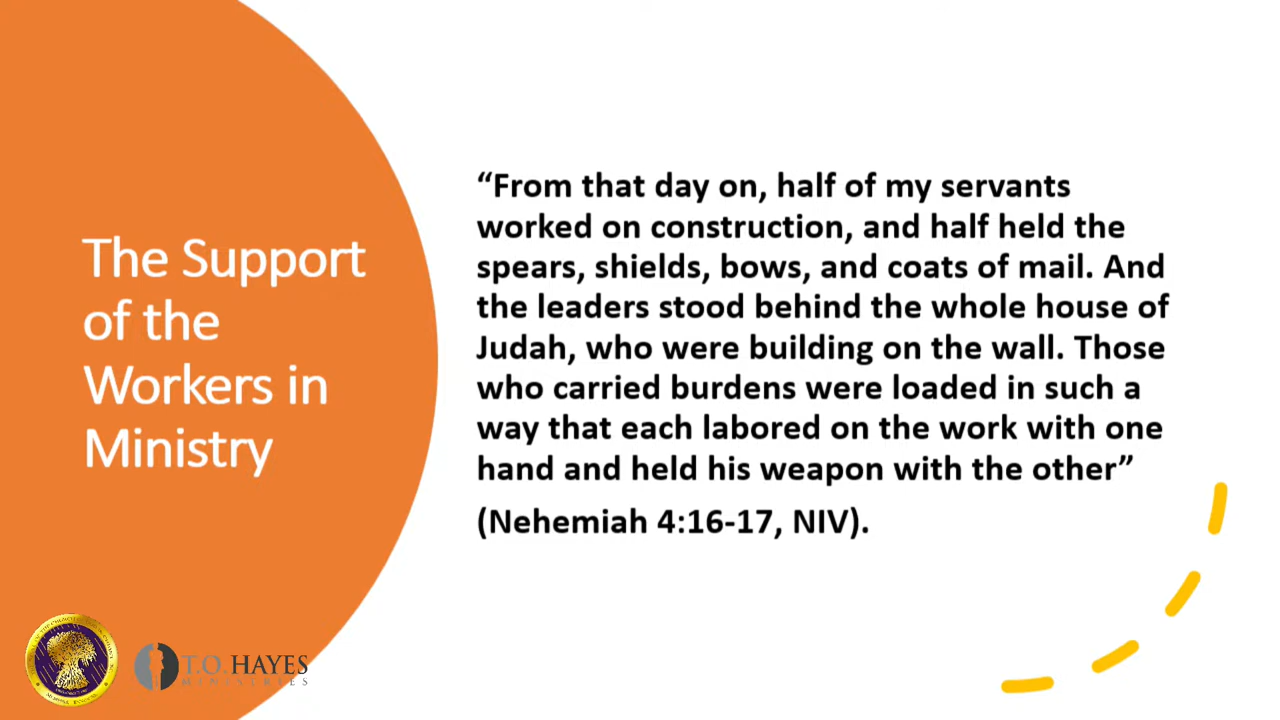 The Support
of the
Workers in
Ministry
“From that day on, half of my servants
worked on construction, and half held the
spears, shields, bows, and coats of mail. And
the leaders stood behind the whole house of
Judah, who were building on the wall. Those
who carried burdens were loaded in such a
way that each labored on the work with one
hand and held his weapon with the other”
(Nehemiah 4:16-17, NIV).
T.O. HAYES
MINISTRIES